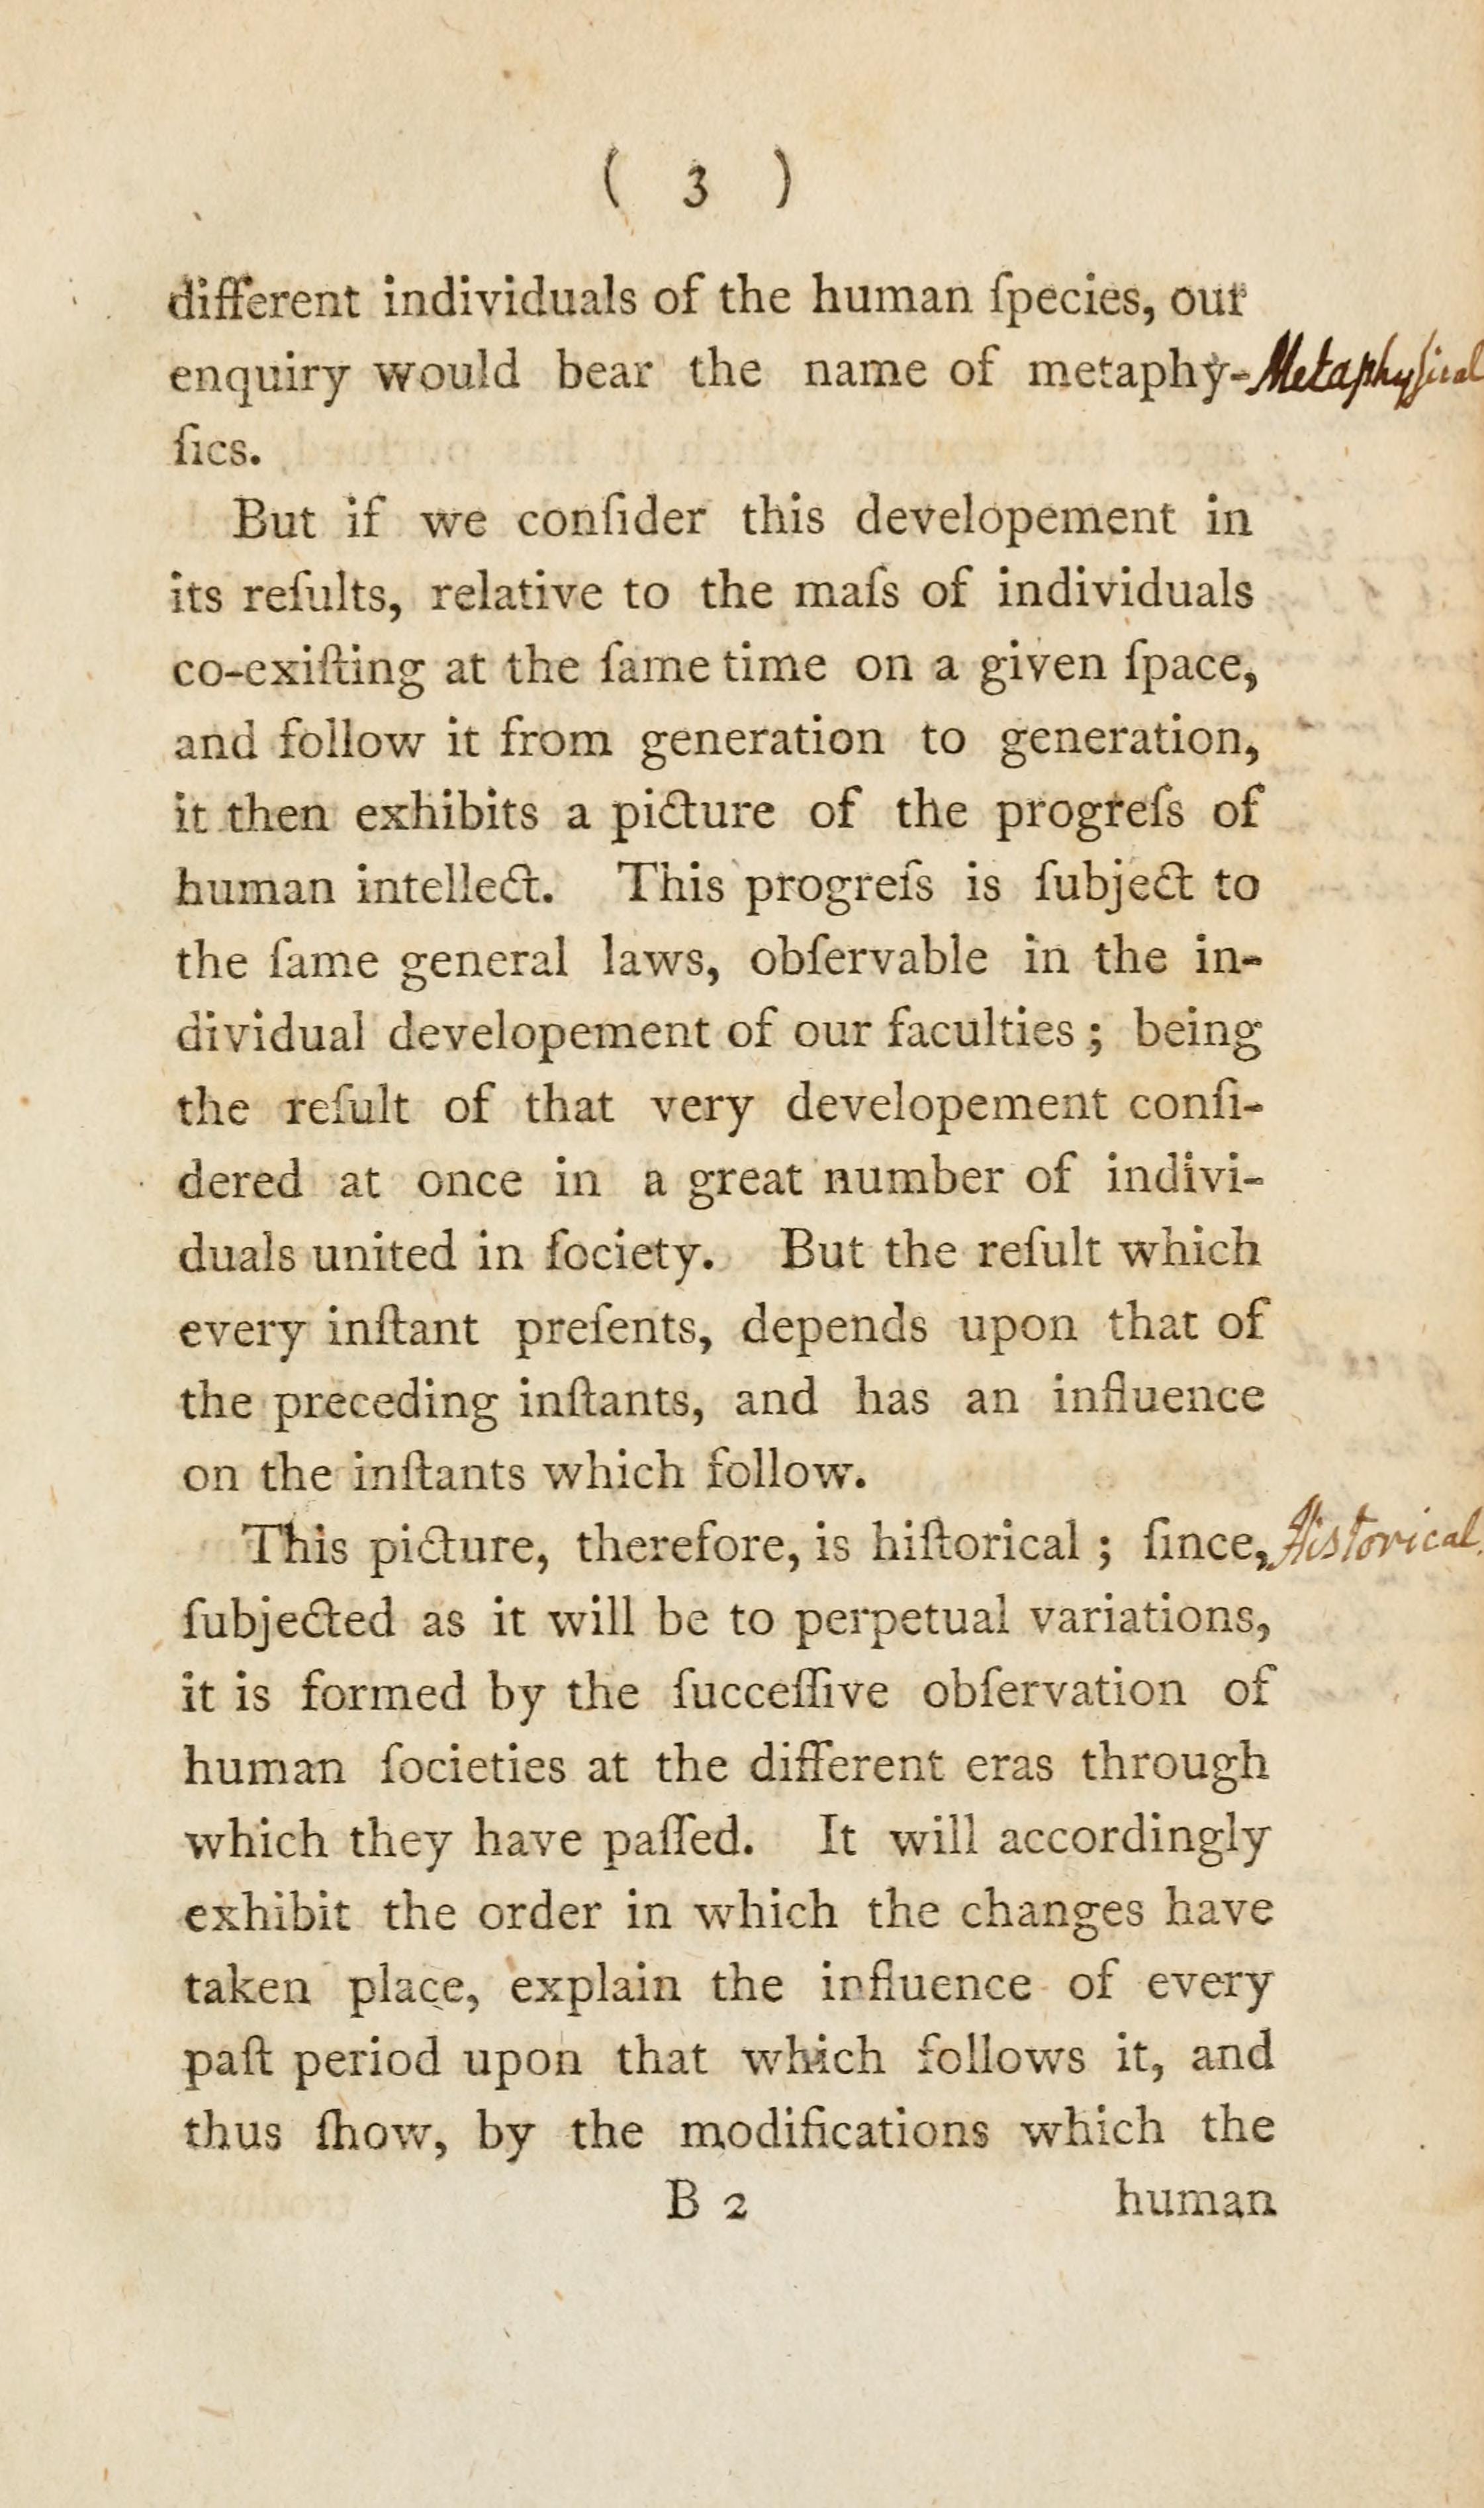 ( 3 )
different individuals of the human ſpecies, our
enquiry would bear the name of metaphy- Metaphyſical
ſics.
But if we conſider this developement in
its reſults, relative to the maſs of individuals
co-exiſting at the ſame time on a given ſpace,
and follow it from generation to generation,
it then exhibits a picture of the progreſs of
human intellect. This progreſs is ſubject to
the ſame general laws, obſervable in the in-
dividual developement of our faculties; being
the reſult of that very developement conſi-
dered at once in a great number of indivi-
duals united in ſociety. But the reſult which
every inſtant preſents, depends upon that of
the preceding inſtants, and has an influence
on the inſtants which follow.
This picture, therefore, is hiſtorical; ſince, Historical.
ſubjected as it will be to perpetual variations,
it is formed by the ſucceſſive obſervation of
human ſocieties at the different eras through
which they have paſſed. It will accordingly
exhibit the order in which the changes have
taken place, explain the influence of every
paſt period upon that which follows it, and
thus ſhow, by the modifications which the
B 2 human